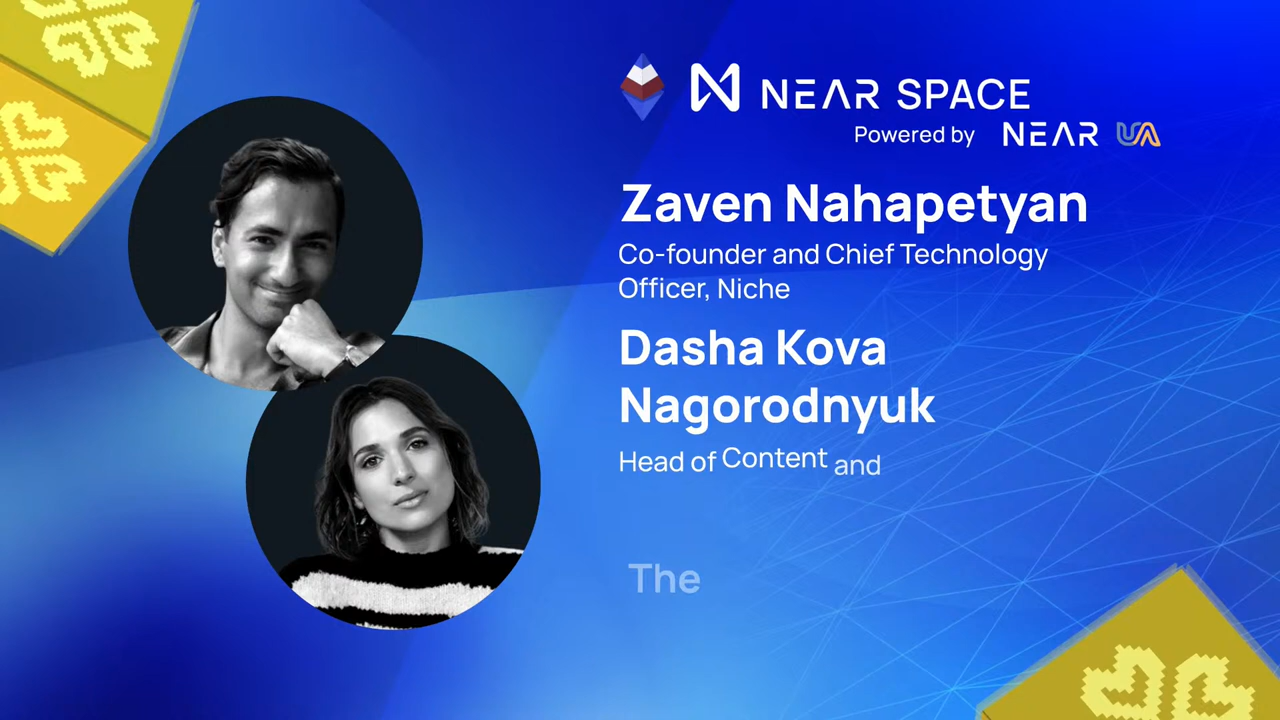 NEAR SPACE
Powered by NEAR UA
Zaven Nahapetyan
Co-founder and Chief Technology
Officer, Niche
Dasha Kova
Nagorodnyuk
Head of Content and
The